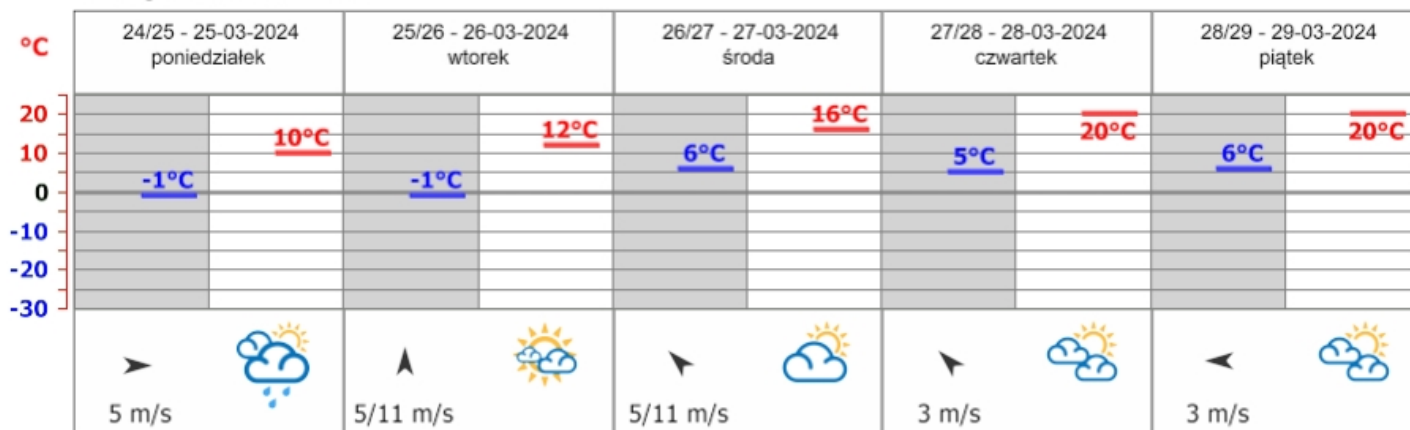 °C
24/25 - 25-03-2024
poniedziałek
25/26 - 26-03-2024
wtorek
26/27 - 27-03-2024
środa
27/28 - 28-03-2024
czwartek
28/29 - 29-03-2024
piątek
20
10
0
-10
-20
-30
-1°C
10°C
-1°C
12°C
6°C
16°C
5°C
20°C
6°C
20°C
5 m/s
5/11 m/s
5/11 m/s
3 m/s
3 m/s